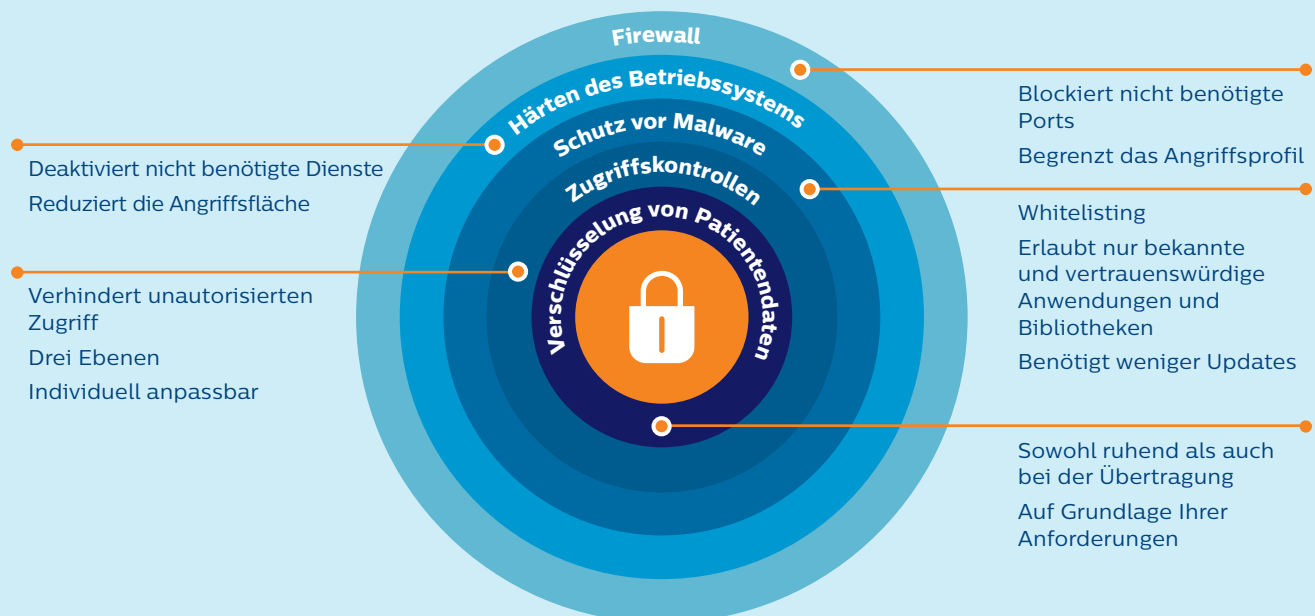 Firewall
Härten des Betriebssystems
Schutz vor Malware
Zugriffskontrollen
Verschlüsselung von Patientendaten
Deaktiviert nicht benötigte Dienste
Reduziert die Angriffsfläche
Verhindert unautorisierten
Zugriff
Drei Ebenen
Individuell anpassbar
Blockiert nicht benötigte
Ports
Begrenzt das Angriffsprofil
Whitelisting
Erlaubt nur bekannte
und vertrauenswürdige
Anwendungen und
Bibliotheken
Benötigt weniger Updates
Sowohl ruhend als auch
bei der Übertragung
Auf Grundlage Ihrer
Anforderungen